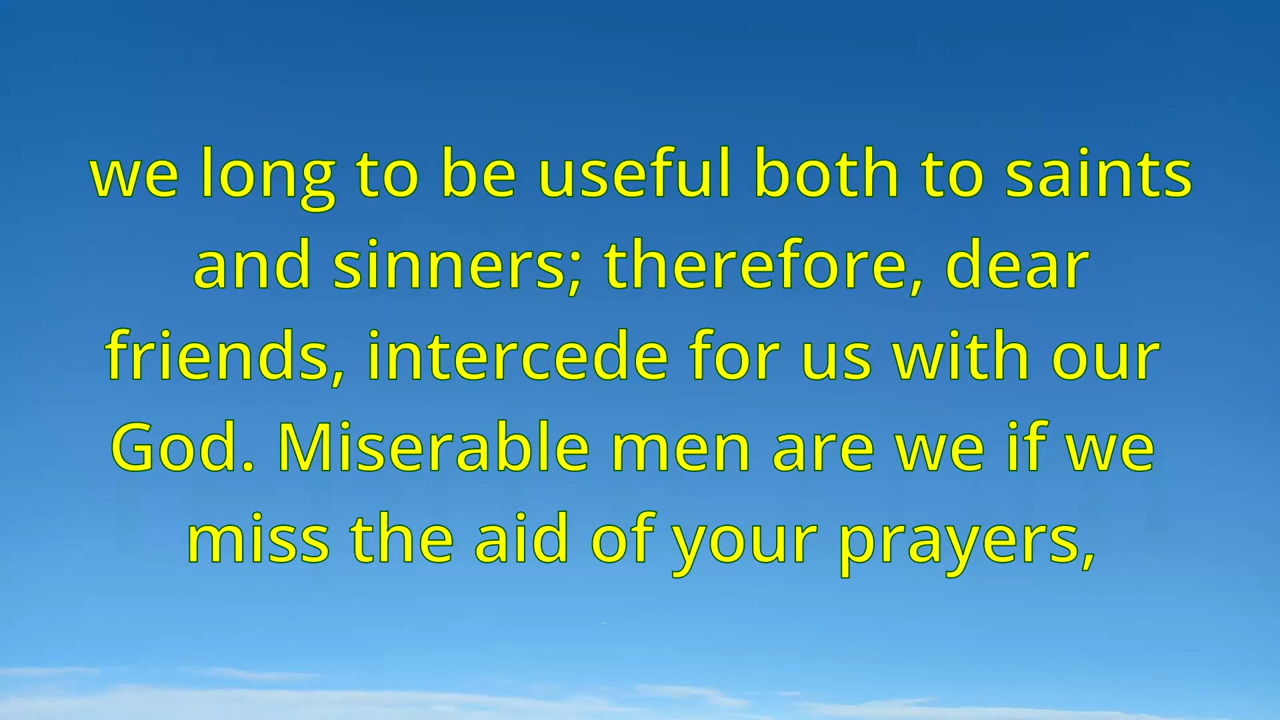 we long to be useful both to saints
and sinners; therefore, dear
friends, intercede for us with our
God. Miserable men are we if we
miss the aid of your prayers,